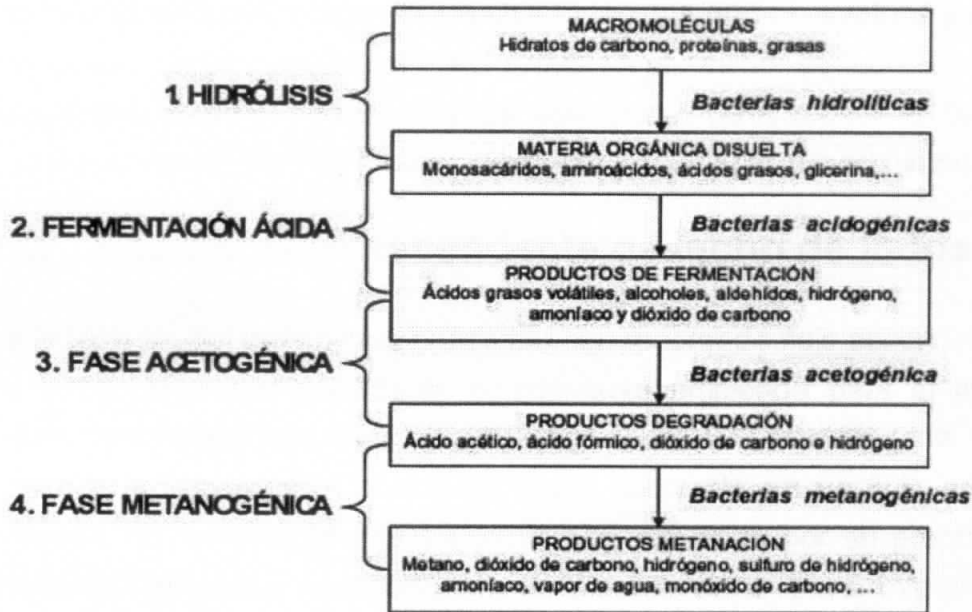 MACROMOLÉCULAS
Hidratos de carbono, proteínas, grasas
1. HIDRÓLISIS
Bacterias hidrolíticas
MATERIA ORGÁNICA DISUELTA
Monosacáridos, aminoácidos, ácidos grasos, glicerina,...
2. FERMENTACIÓN ÁCIDA
Bacterias acidogénicas
PRODUCTOS DE FERMENTACIÓN
Ácidos grasos volátiles, alcoholes, aldehídos, hidrógeno,
amoníaco y dióxido de carbono
3. FASE ACETOGÉNICA
Bacterias acetogénica
PRODUCTOS DEGRADACIÓN
Ácido acético, ácido fórmico, dióxido de carbono e hidrógeno
4. FASE METANOGÉNICA
Bacterias metanogénicas
PRODUCTOS METANACIÓN
Metano, dióxido de carbono, hidrógeno, sulfuro de hidrógeno,
amoníaco, vapor de agua, monóxido de carbono, ...